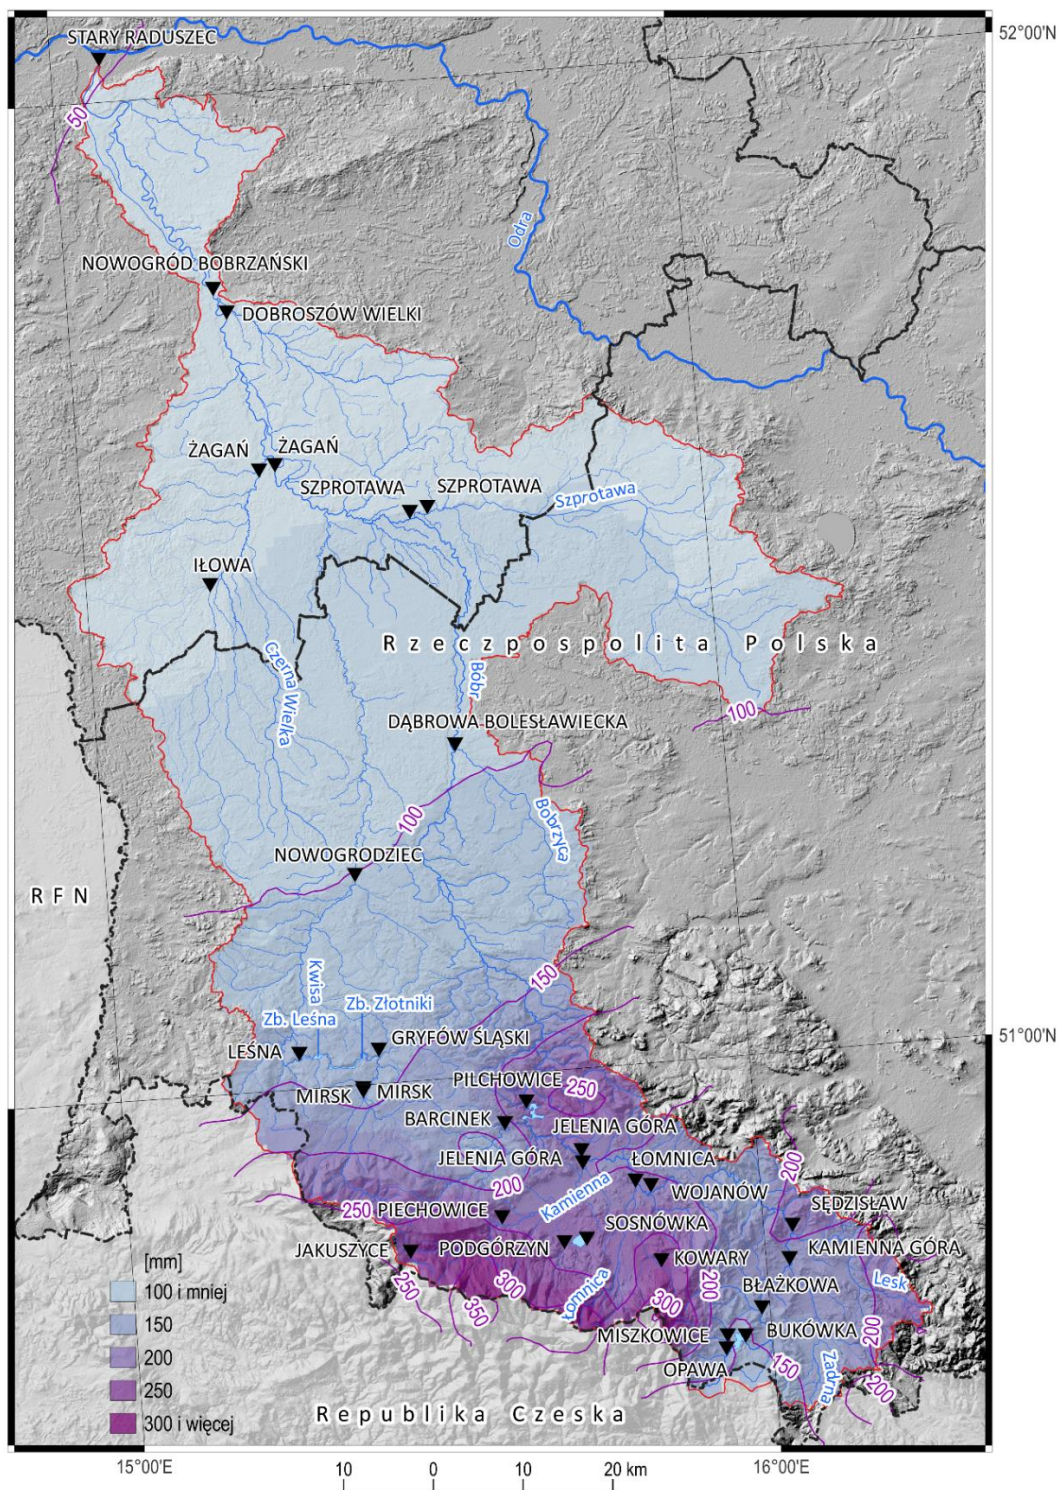 52°00'N
STARY RADUSZEC
50
Odra
NOWOGRÓD BOBRZAŃSKI
DOBROSZÓW WIELKI
ŻAGAŃ
ŻAGAŃ
SZPROTAWA
SZPROTAWA
Szprotawa
IŁOWA
Rzeczpospolita Polska
Czerna Wielka
Bóbr
100
DĄBROWA BOLESŁAWIECKA
100
Bobrzyca
NOWOGRODZIEC
RFN
150
Kwisa
Zb. Złotniki
Zb. Leśna
51°00'N
GRYFÓW ŚLĄSKI
LEŚNA
PILCHOWICE
250
MIRSK
MIRSK
BARCINEK
JELENIA GÓRA
JELENIA GÓRA
ŁOMNICA
200
200
WOJANÓW
Kamienna
250
PIECHOWICE
SĘDZISŁAW
SOSNÓWKA
JAKUSZYCE
PODGÓRZYN
KOWARY
KAMIENNA GÓRA
[mm]
250
300
Łomnica
200
Lesk
BŁAŻKOWA
100 i mniej
350
300
150
MISZKOWICE
BUKÓWKA
200
200
OPAWA
150
Zadrna
200
250
300 i więcej
Republika Czeska
15°00'E
16°00'E
10 0 10 20 km